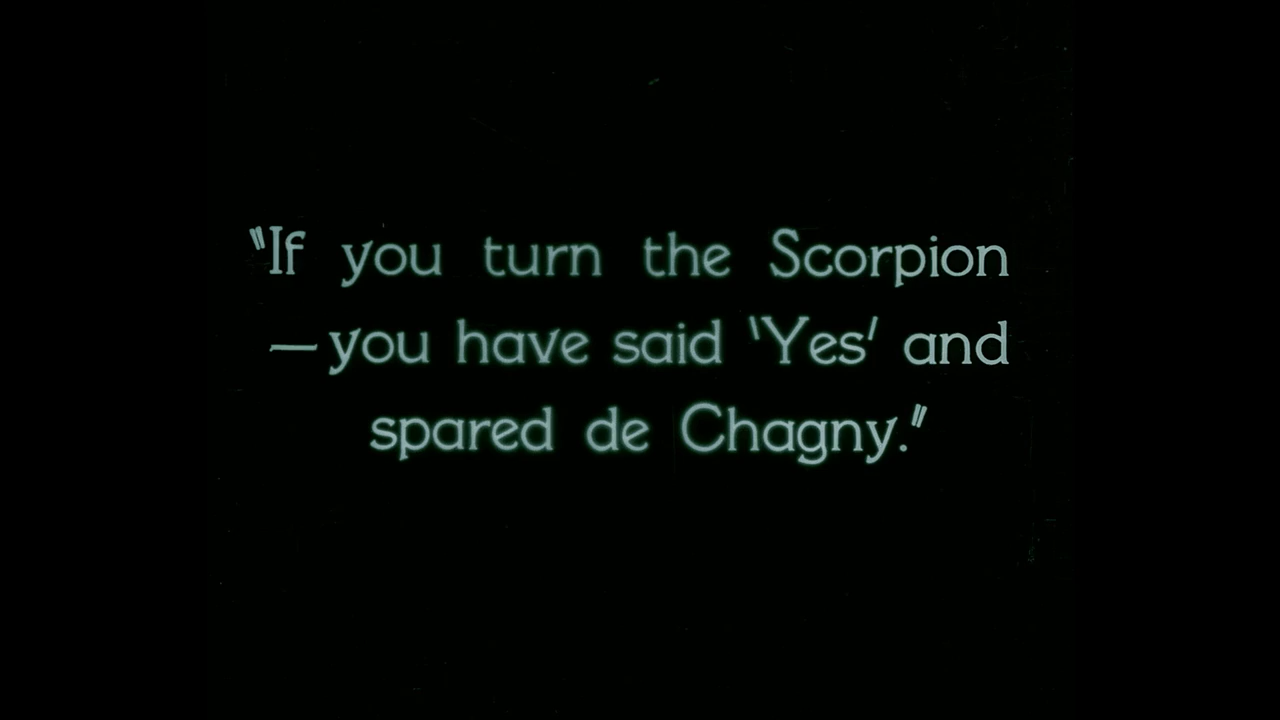 "If you turn the Scorpion
—you have said 'Yes' and
spared de Chagny."